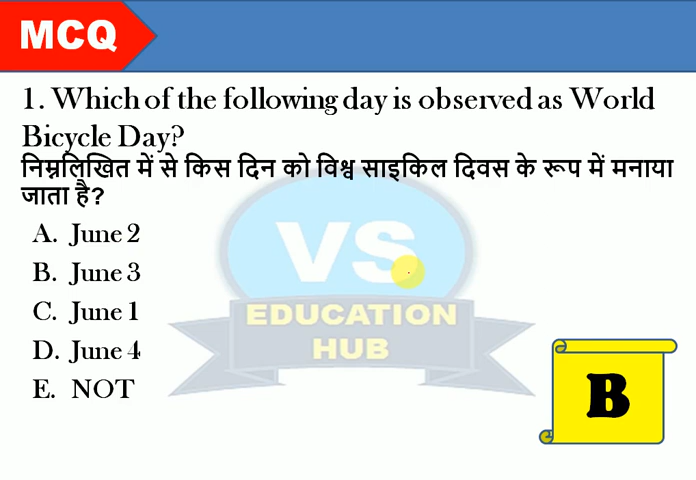 MCQ
1. Which of the following day is observed as World
Bicycle Day?
निम्नलिखित में से किस दिन को विश्व साइकिल दिवस के रूप में मनाया
जाता है?
A. June 2
B. June 3
C. June 1
D. June 4
E. NOT
VS
EDUCATION
HUB
B